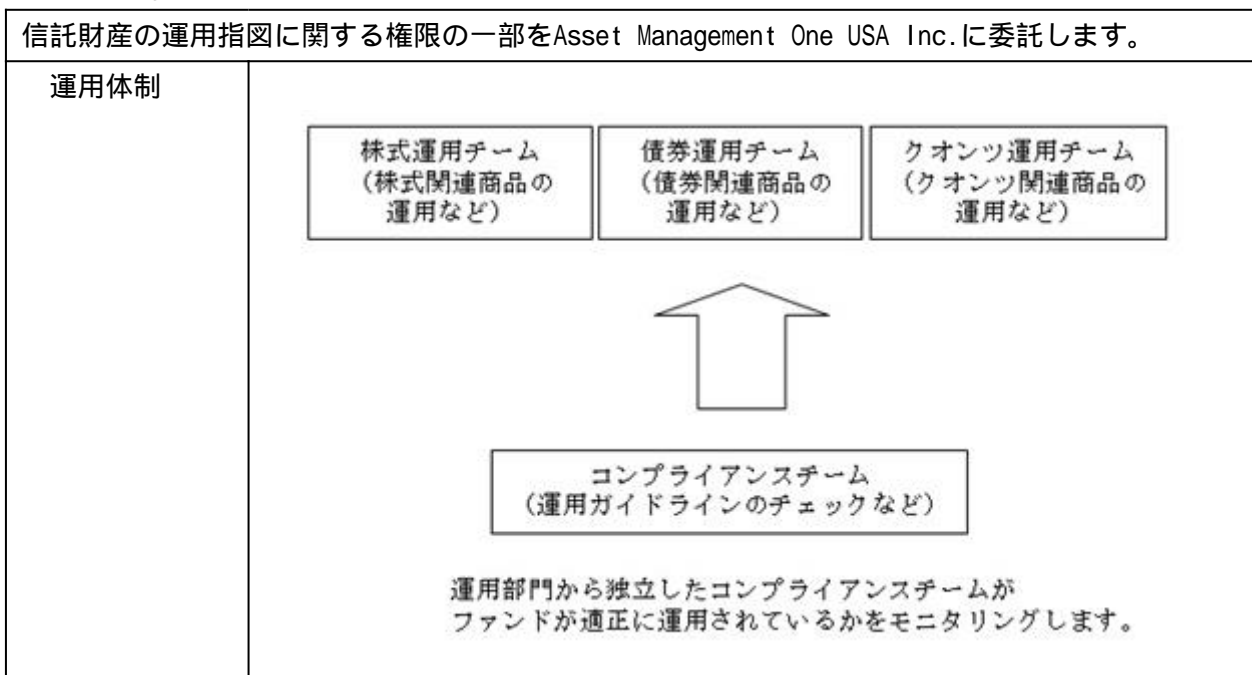 信託財産の運用指図に関する権限の一部をAsset Management One USA Inc.に委託します。
運用体制
株式運用チーム
(株式関連商品の
運用など)
債券運用チーム
(債券関連商品の
運用など)
クオンツ運用チーム
(クオンツ関連商品の
運用など)
コンプライアンスチーム
(運用ガイドラインのチェックなど)
運用部門から独立したコンプライアンスチームが
ファンドが適正に運用されているかをモニタリングします。